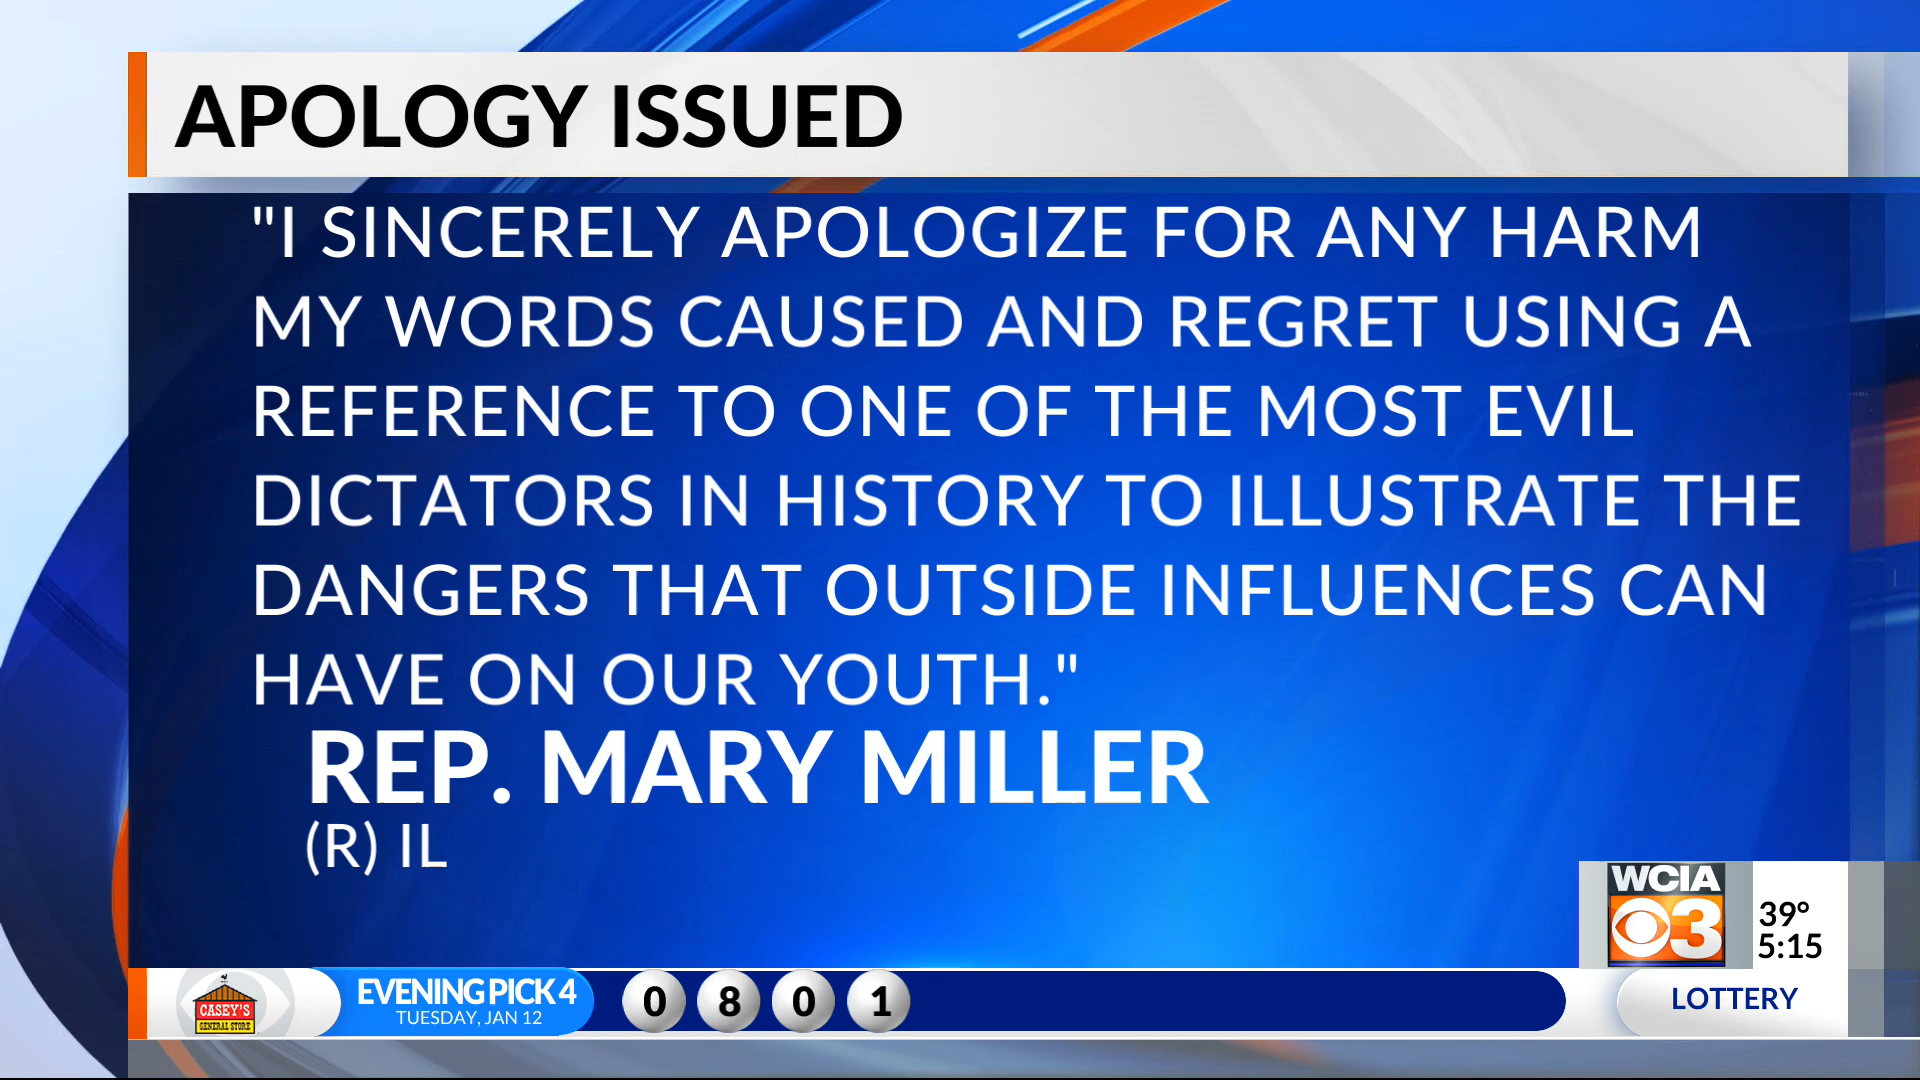 APOLOGY ISSUED
"I SINCERELY APOLOGIZE FOR ANY HARM
MY WORDS CAUSED AND REGRET USING A
REFERENCE TO ONE OF THE MOST EVIL
DICTATORS IN HISTORY TO ILLUSTRATE THE
DANGERS THAT OUTSIDE INFLUENCES CAN
HAVE ON OUR YOUTH."
REP. MARY MILLER
(R) IL
WCIA
3
39°
5:15
CASEY'S
GENERAL STORE
EVENING PICK 4
TUESDAY, JAN 12
0 8 0 1
LOTTERY